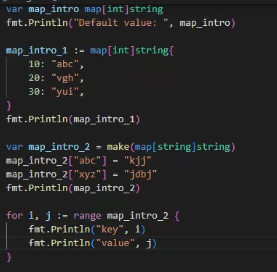 var map_intro map[int]string
fmt.Println("Default value: ", map_intro)
map_intro_1 := map[int]string{
10: "abc",
20: "vgh",
30: "yui",
}
fmt.Println(map_intro_1)
var map_intro_2 = make(map[string]string)
map_intro_2["abc"] = "kjj"
map_intro_2["xyz"] = "jdbj"
fmt.Println(map_intro_2)
for i, j := range map_intro_2 {
fmt.Println("key", i)
fmt.Println("value", j)
}